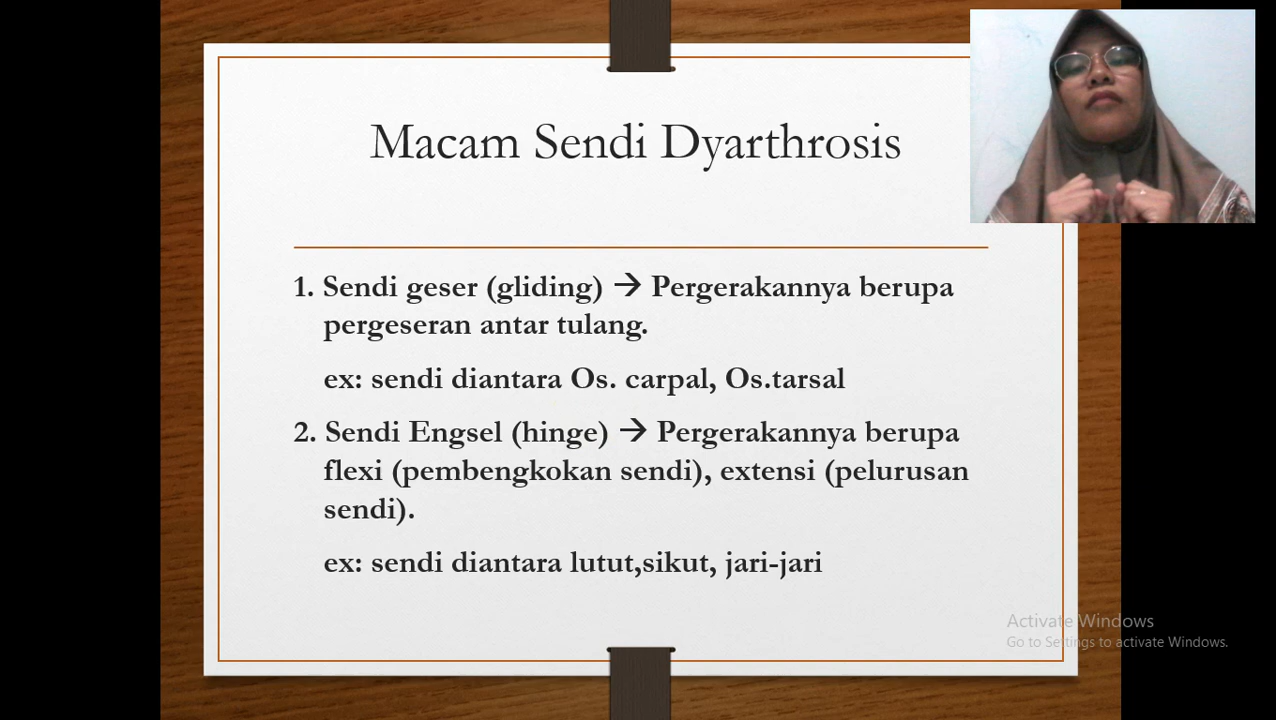 Macam Sendi Dyarthrosis
1. Sendi geser (gliding) → Pergerakannya berupa
pergeseran antar tulang.
ex: sendi diantara Os. carpal, Os.tarsal
2. Sendi Engsel (hinge) → Pergerakannya berupa
flexi (pembengkokan sendi), extensi (pelurusan
sendi).
ex: sendi diantara lutut,sikut, jari-jari
Activate Windows
Go to Settings to activate Windows.